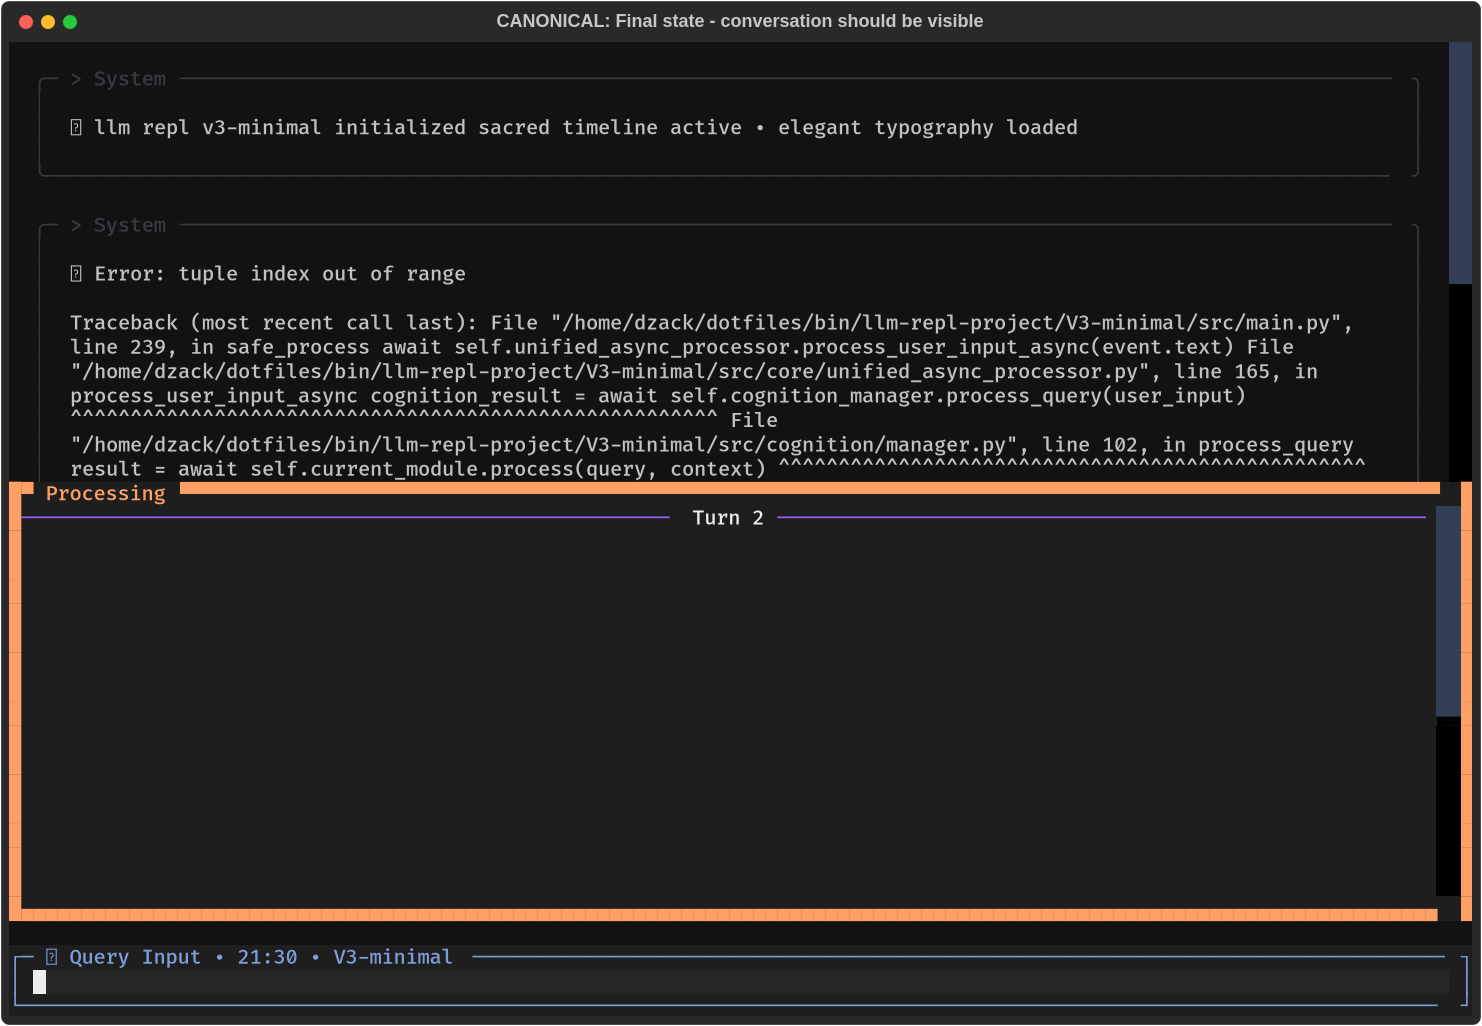 CANONICAL: Final state - conversation should be visible
> System
llm repl v3-minimal initialized sacred timeline active • elegant typography loaded
> System
Error: tuple index out of range
Traceback (most recent call last): File "/home/dzack/dotfiles/bin/llm-repl-project/V3-minimal/src/main.py",
line 239, in safe_process await self.unified_async_processor.process_user_input_async(event.text) File
"/home/dzack/dotfiles/bin/llm-repl-project/V3-minimal/src/core/unified_async_processor.py", line 165, in
process_user_input_async cognition_result = await self.cognition_manager.process_query(user_input)
^^^^^^^^^^^^^^^^^^^^^^^^^^^^^^^^^^^^^^^^^^^^^^^^^^^^^^ File
"/home/dzack/dotfiles/bin/llm-repl-project/V3-minimal/src/cognition/manager.py", line 102, in process_query
result = await self.current_module.process(query, context) ^^^^^^^^^^^^^^^^^^^^^^^^^^^^^^^^^^^^^^^^^^^^^^^^^
Processing
Turn 2
Query Input • 21:30 • V3-minimal